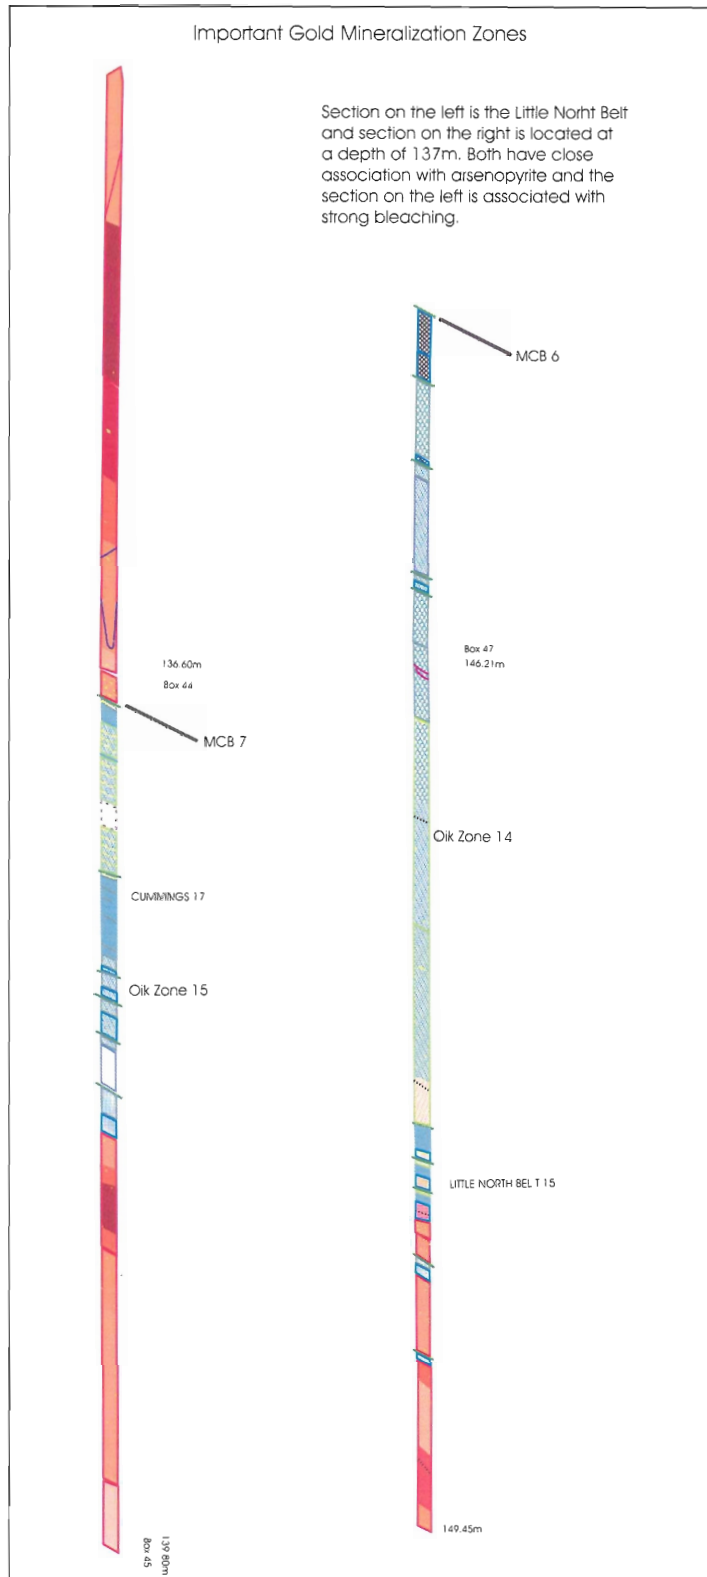 Important Gold Mineralization Zones
Section on the left is the Little Norht Belt
and section on the right is located at
a depth of 137m. Both have close
association with arsenopyrite and the
section on the left is associated with
strong bleaching.
MCB 6
Box 47
146.21m
136.60m
Box 44
MCB 7
Oik Zone 14
CUMMINGS 17
Oik Zone 15
LITTLE NORTH BEL T 15
149.45m
139.80m
Box 45